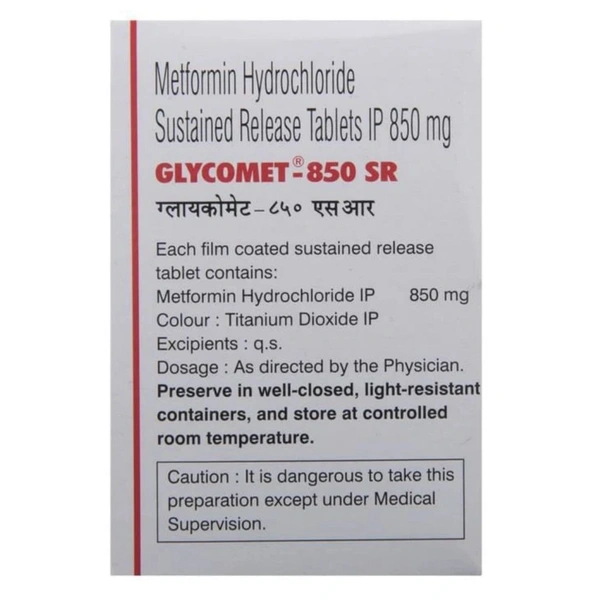 Metformin Hydrochloride
Sustained Release Tablets IP 850 mg
GLYCOMET®-850 SR
ग्लायकोमेट – ८५० एस आर
Each film coated sustained release
tablet contains:
Metformin Hydrochloride IP 850 mg
Colour : Titanium Dioxide IP
Excipients : q.s.
Dosage : As directed by the Physician.
Preserve in well-closed, light-resistant
containers, and store at controlled
room temperature.
Caution : It is dangerous to take this
preparation except under Medical
Supervision.